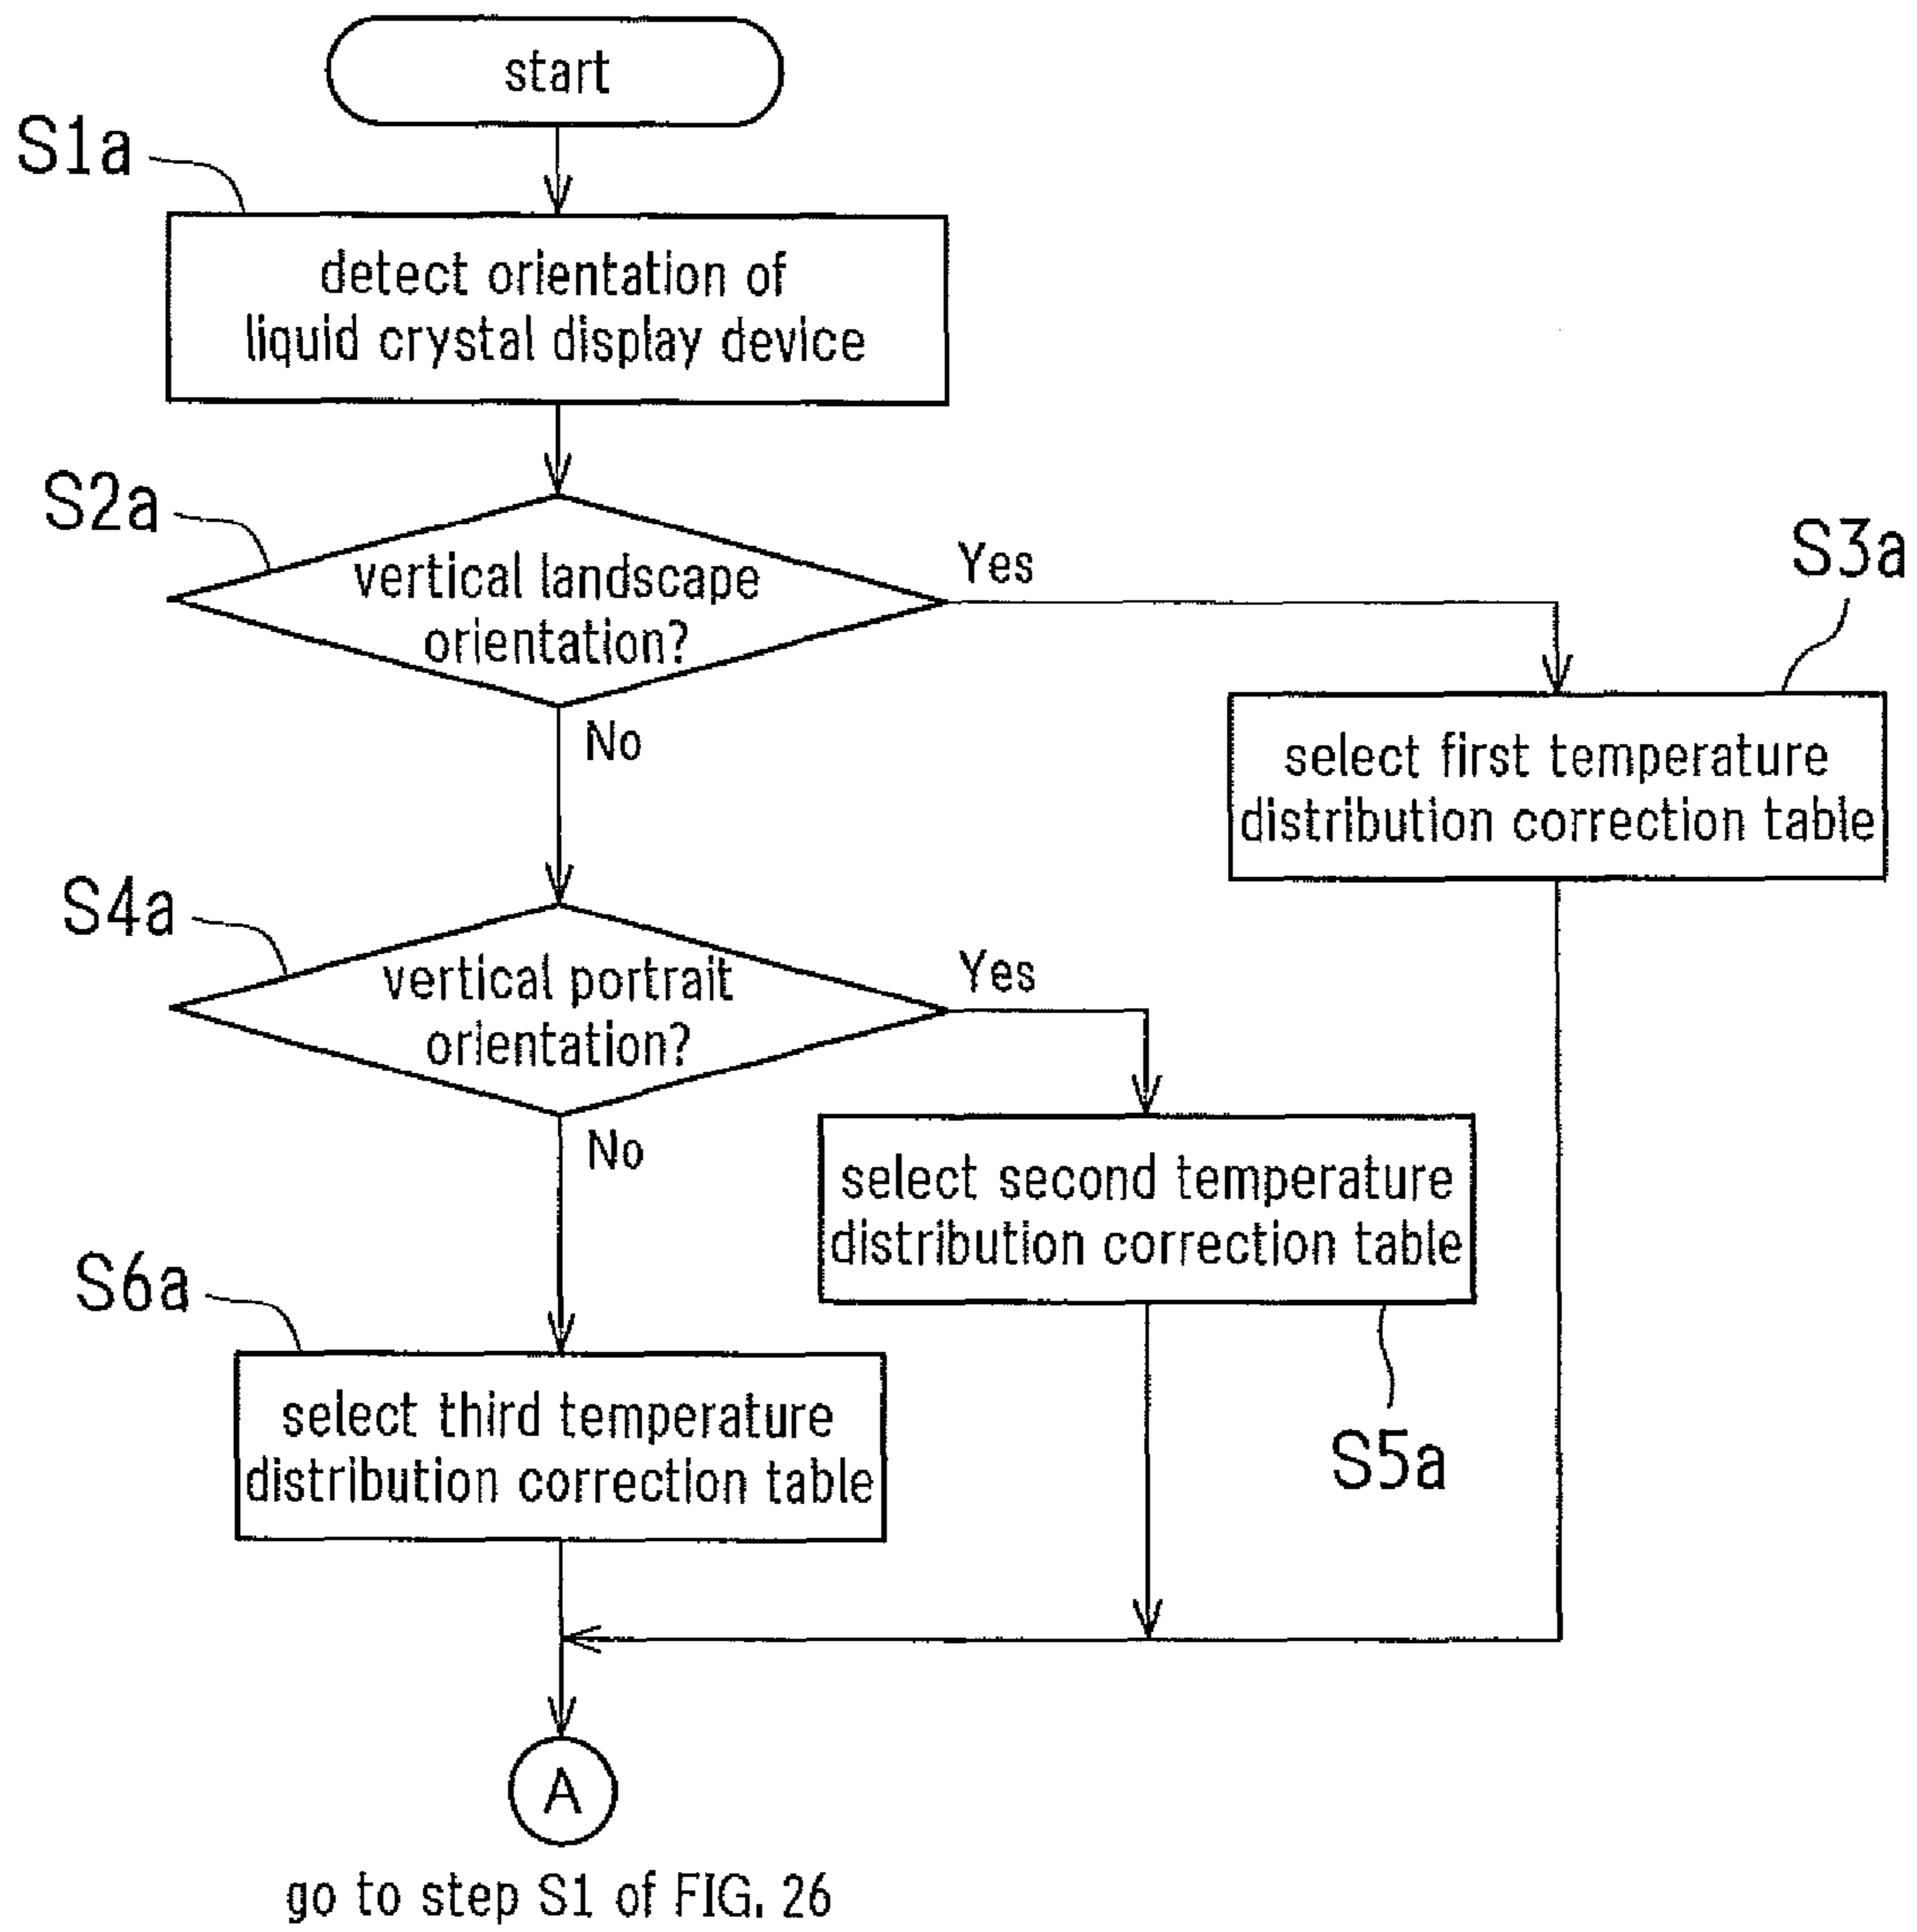 start
S1a
detect orientation of
liquid crystal display device
S2a
vertical landscape
orientation?
Yes
No
S3a
select first temperature
distribution correction table
S4a
vertical portrait
orientation?
Yes
No
select second temperature
distribution correction table
S5a
S6a
select third temperature
distribution correction table
A
go to step S1 of FIG. 26